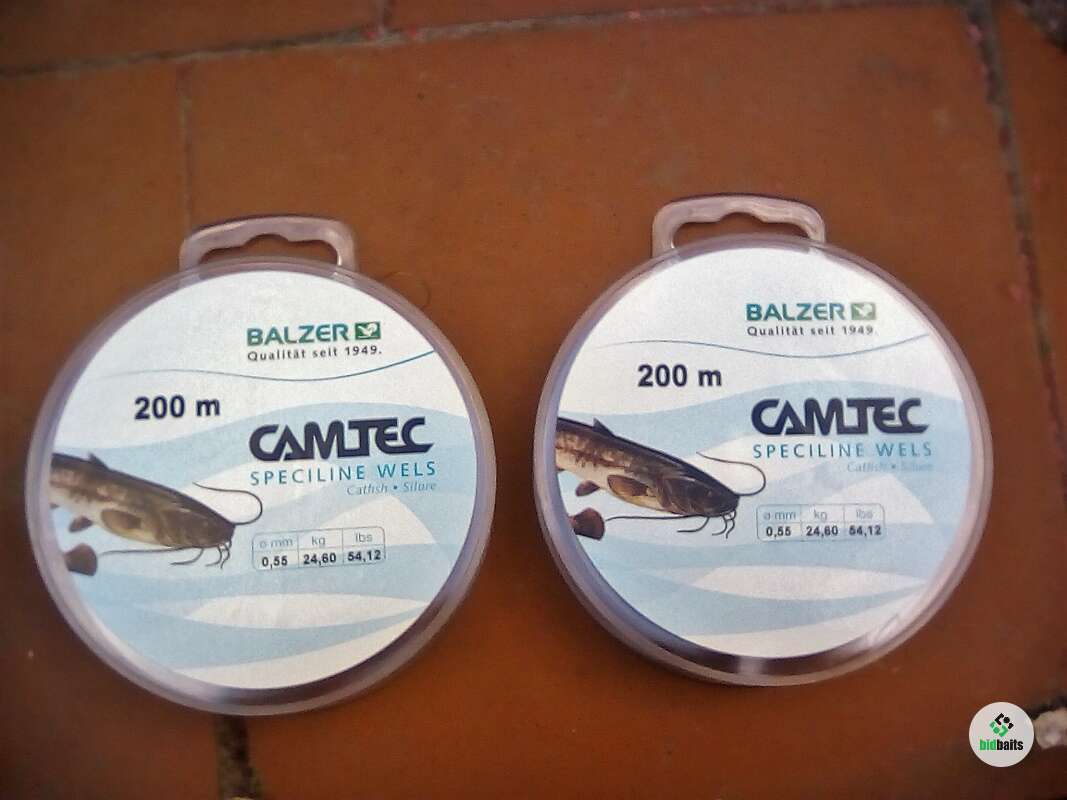 BALZER
Qualität seit 1949.
200 m
CAMTEC
SPECILINE WELS
Catfish • Silure
ø mm kg lbs
0,55 24,60 54,12
BALZER
Qualität seit 1949.
200 m
CAMTEC
SPECILINE WELS
Catfish • Silure
ø mm kg lbs
0,55 24,60 54,12
bidbaits